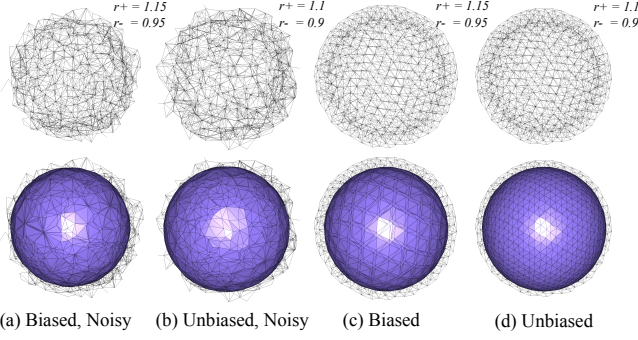 r+ = 1.15
r- = 0.95
r+ = 1.1
r- = 0.9
r+ = 1.15
r- = 0.95
r+ = 1.1
r- = 0.9
(a) Biased, Noisy
(b) Unbiased, Noisy
(c) Biased
(d) Unbiased